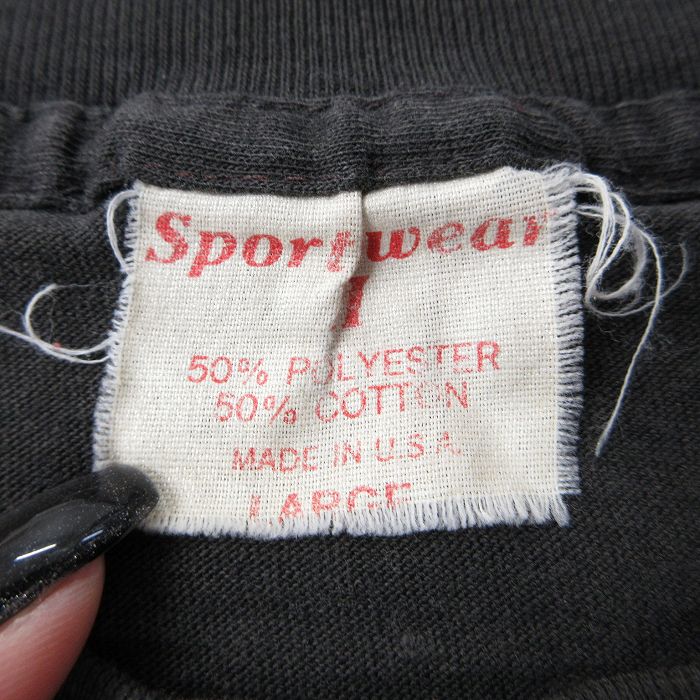 Sportwear
I
50% POLYESTER
50% COTTON
MADE IN U.S.A.
LARGE